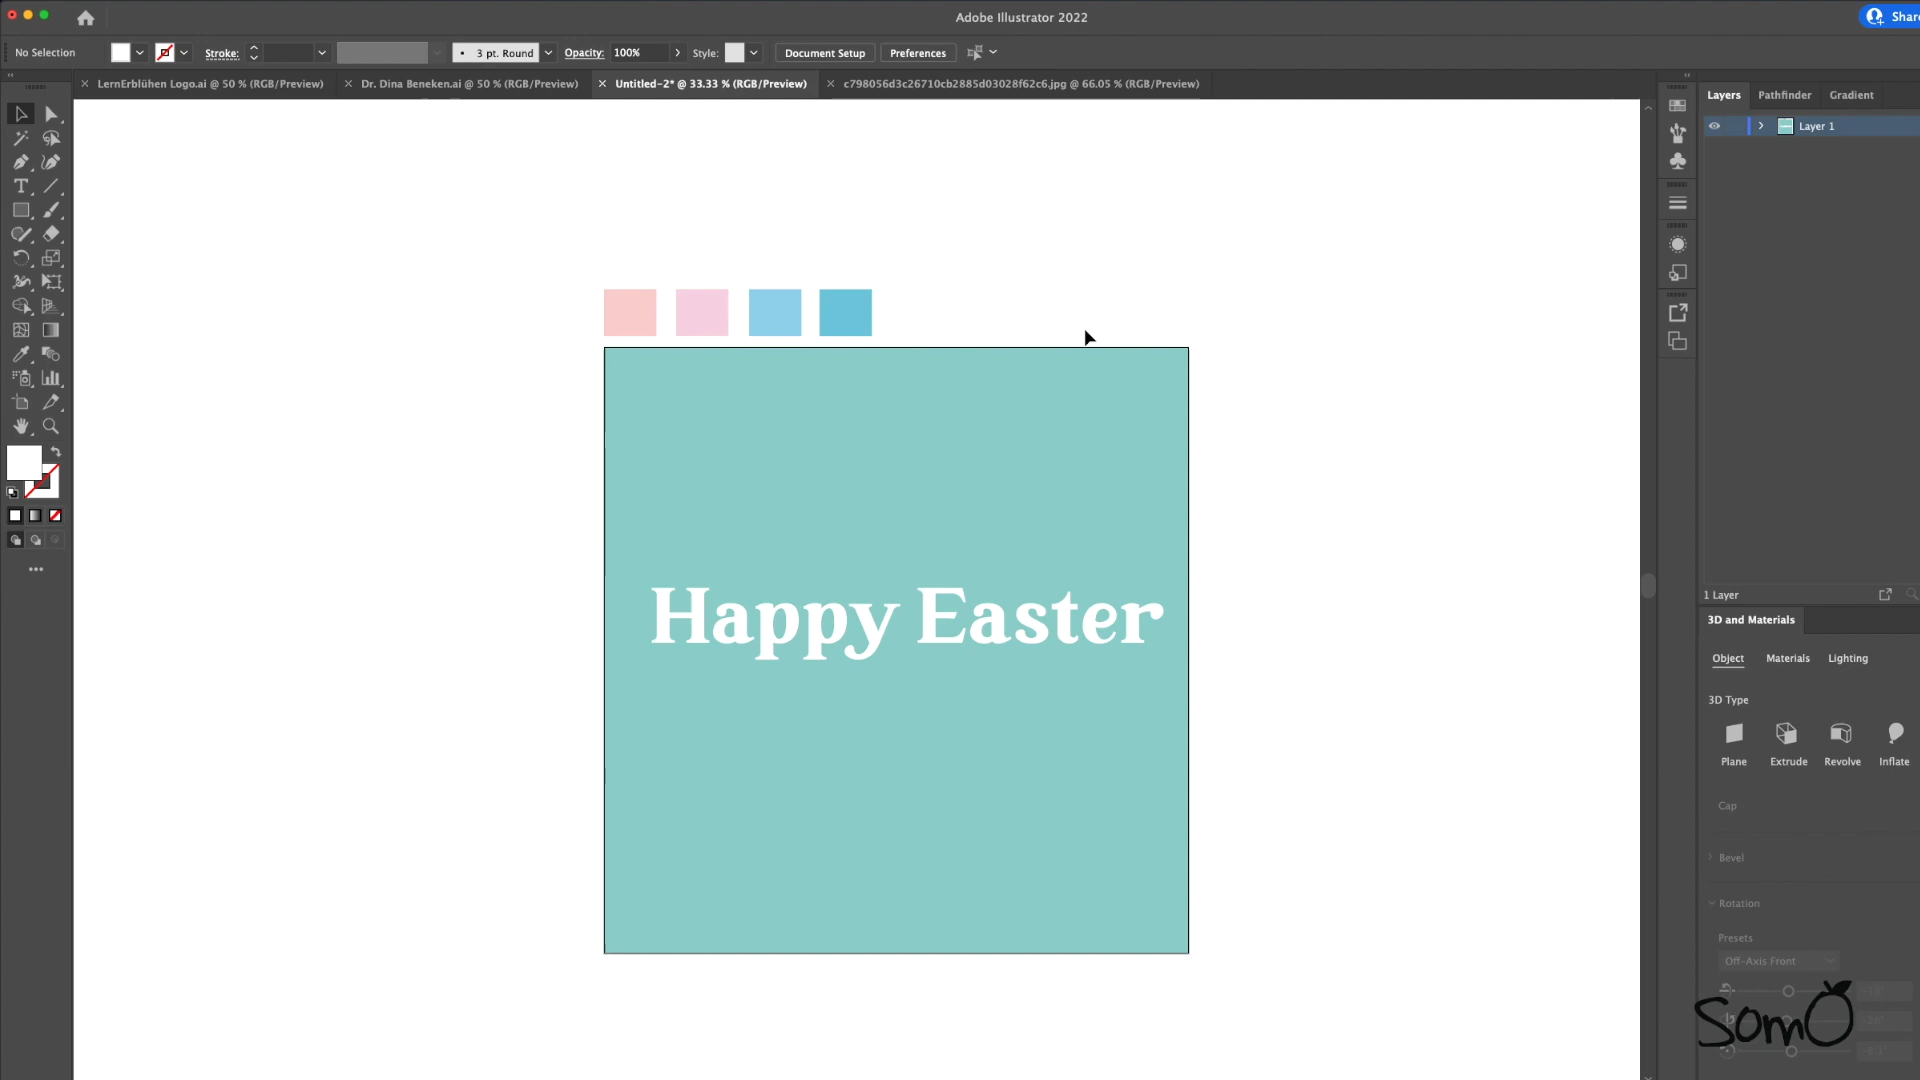 Adobe Illustrator 2022
Share
No Selection
Stroke:
3 pt. Round
Opacity: 100%
Style:
Document Setup
Preferences
LernErblühen Logo.ai @ 50 % (RGB/Preview)
Dr. Dina Beneken.ai @ 50 % (RGB/Preview)
Untitled-2* @ 33.33 % (RGB/Preview)
c798056d3c26710cb2885d03028f62c6.jpg @ 66.05 % (RGB/Preview)
Layers
Pathfinder
Gradient
Layer 1
Happy Easter
1 Layer
3D and Materials
Object
Materials
Lighting
3D Type
Plane
Extrude
Revolve
Inflate
Cap
Bevel
Rotation
Presets
Off-Axis Front
SomO